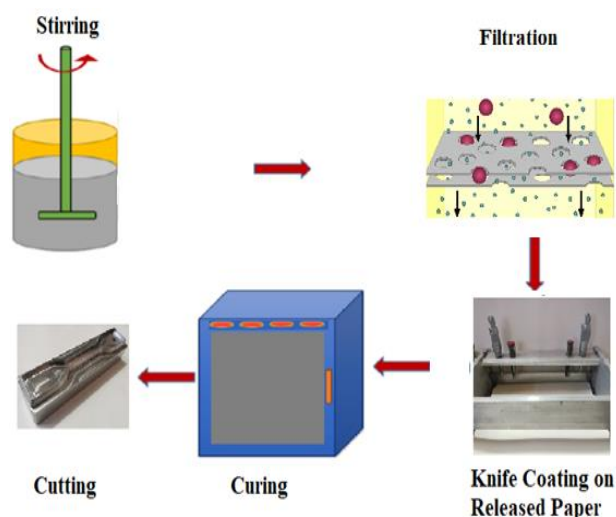 Stirring
Filtration
Knife Coating on
Released Paper
Curing
Cutting